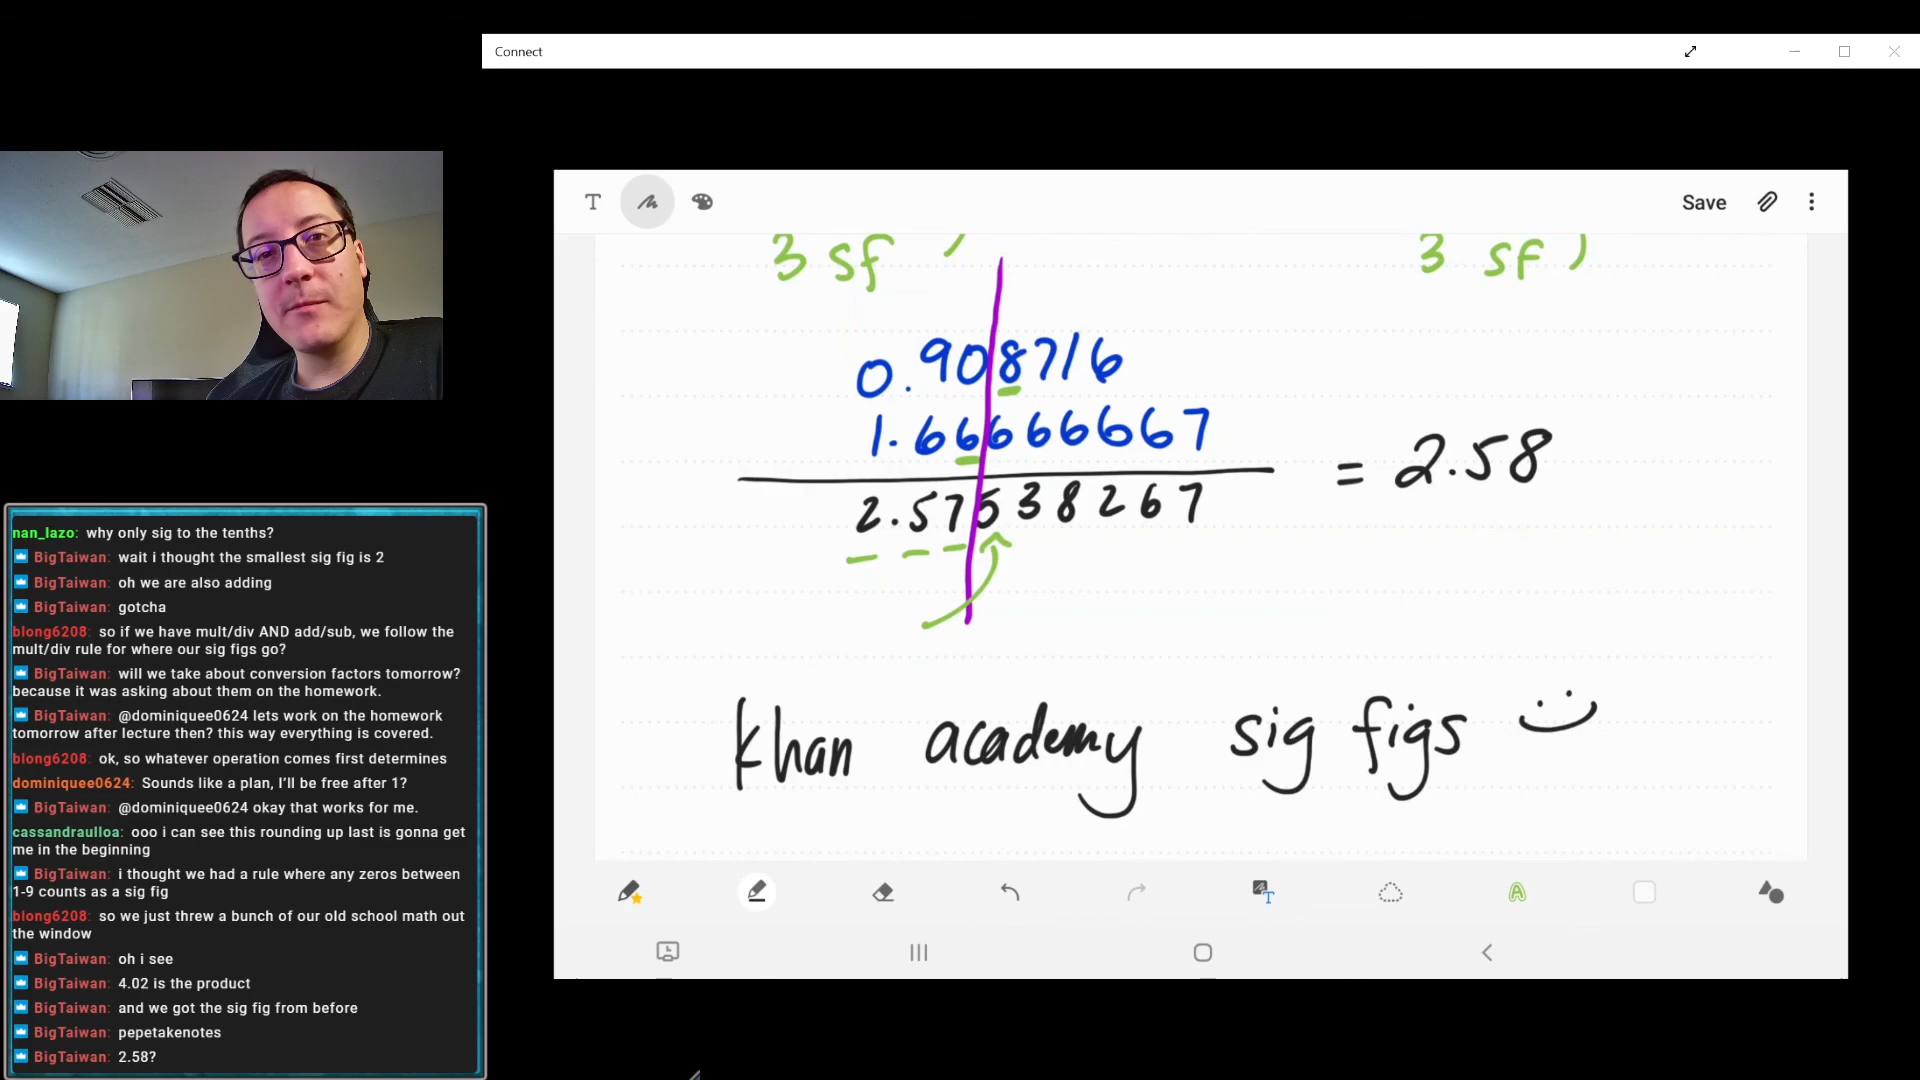 Connect
Save
3 sf )
3 sf )
0.908716
1.66666667
2.57538267
= 2.58
khan academy sig figs
nan_lazo: why only sig to the tenths?
BigTaiwan: wait i thought the smallest sig fig is 2
BigTaiwan: oh we are also adding
BigTaiwan: gotcha
blong6208: so if we have mult/div AND add/sub, we follow the
mult/div rule for where our sig figs go?
BigTaiwan: will we take about conversion factors tomorrow?
because it was asking about them on the homework.
BigTaiwan: @dominiquee0624 lets work on the homework
tomorrow after lecture then? this way everything is covered.
blong6208: ok, so whatever operation comes first determines
dominiquee0624: Sounds like a plan, I'll be free after 1?
BigTaiwan: @dominiquee0624 okay that works for me.
cassandraulloa: ooo i can see this rounding up last is gonna get
me in the beginning
BigTaiwan: i thought we had a rule where any zeros between
1-9 counts as a sig fig
blong6208: so we just threw a bunch of our old school math out
the window
BigTaiwan: oh i see
BigTaiwan: 4.02 is the product
BigTaiwan: and we got the sig fig from before
BigTaiwan: pepetakenotes
BigTaiwan: 2.58?